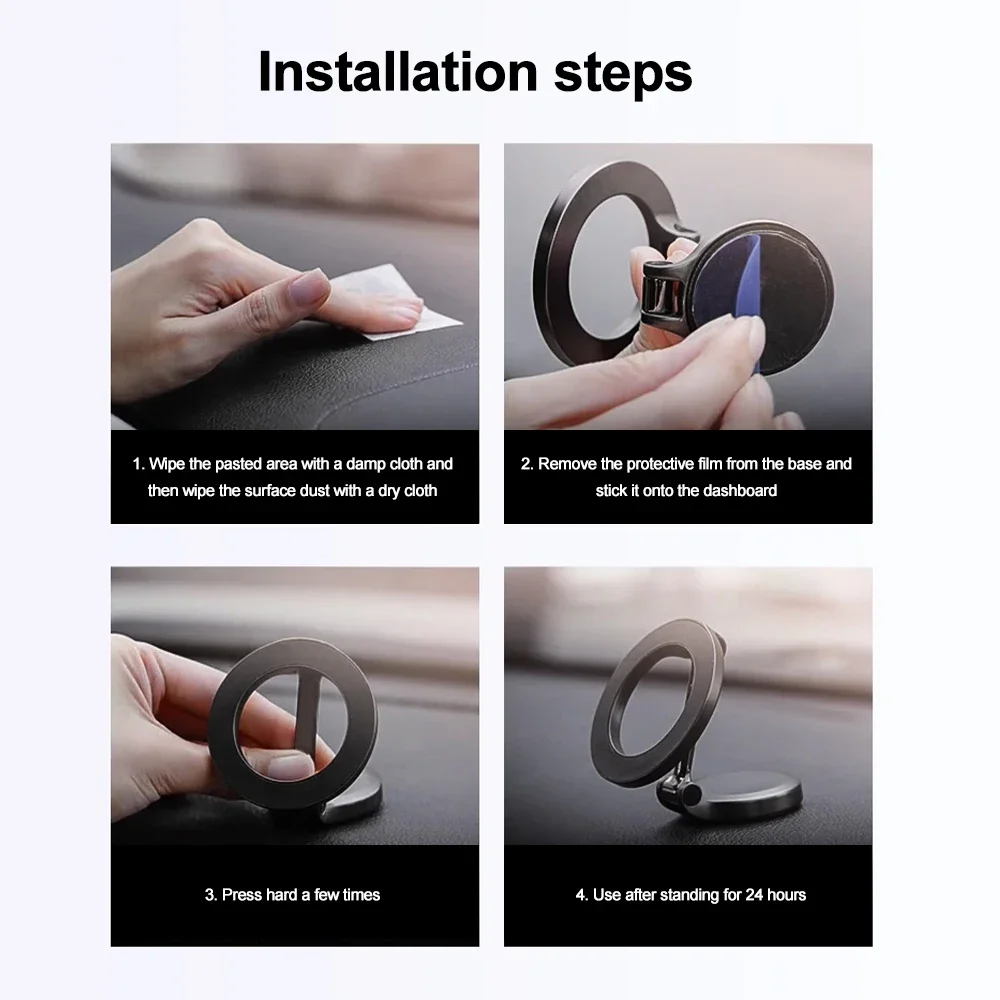 Installation steps
1. Wipe the pasted area with a damp cloth and
then wipe the surface dust with a dry cloth
2. Remove the protective film from the base and
stick it onto the dashboard
3. Press hard a few times
4. Use after standing for 24 hours